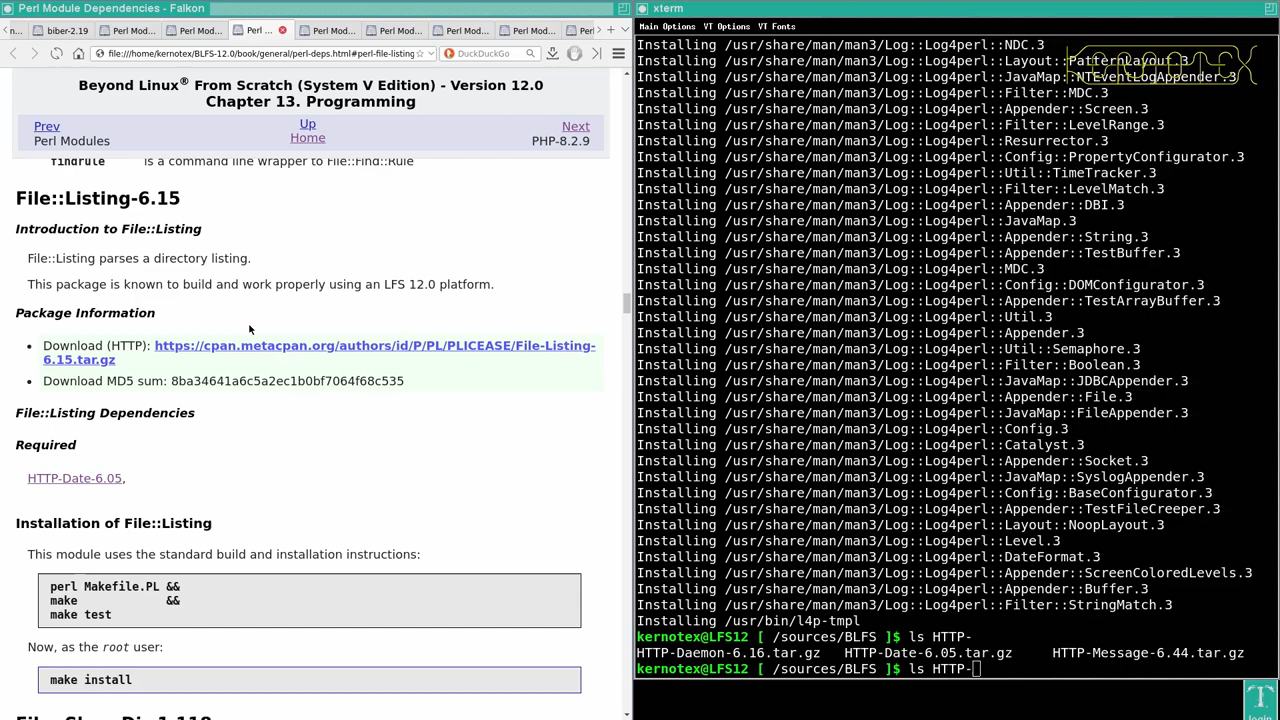 Perl Module Dependencies - Falkon
n...
biber-2.19
Perl Mod...
Perl Mod...
Perl ...
Perl Mod...
Perl Mod...
Perl Mod...
Perl Mod...
Perl
file:///home/kernotex/BLFS-12.0/book/general/perl-deps.html#perl-file-listing
DuckDuckGo
Beyond Linux® From Scratch (System V Edition) - Version 12.0
Chapter 13. Programming
Prev
Up
Next
Perl Modules
Home
PHP-8.2.9
findrule is a command line wrapper to File::Find::Rule
File::Listing-6.15
Introduction to File::Listing
File::Listing parses a directory listing.
This package is known to build and work properly using an LFS 12.0 platform.
Package Information
• Download (HTTP): https://cpan.metacpan.org/authors/id/P/PL/PLICEASE/File-Listing-
6.15.tar.gz
• Download MD5 sum: 8ba34641a6c5a2ec1b0bf7064f68c535
File::Listing Dependencies
Required
HTTP-Date-6.05,
Installation of File::Listing
This module uses the standard build and installation instructions:
perl Makefile.PL &&
make &&
make test
Now, as the root user:
make install
File::ShareDir-1.118
xterm
Main Options VT Options VT Fonts
Installing /usr/share/man/man3/Log::Log4perl::NDC.3
Installing /usr/share/man/man3/Log::Log4perl::Layout::PatternLayout.3
Installing /usr/share/man/man3/Log::Log4perl::JavaMap::NTEventLogAppender.3
Installing /usr/share/man/man3/Log::Log4perl::Filter::MDC.3
Installing /usr/share/man/man3/Log::Log4perl::Appender::Screen.3
Installing /usr/share/man/man3/Log::Log4perl::Filter::LevelRange.3
Installing /usr/share/man/man3/Log::Log4perl::Resurrector.3
Installing /usr/share/man/man3/Log::Log4perl::Config::PropertyConfigurator.3
Installing /usr/share/man/man3/Log::Log4perl::Util::TimeTracker.3
Installing /usr/share/man/man3/Log::Log4perl::Filter::LevelMatch.3
Installing /usr/share/man/man3/Log::Log4perl::Appender::DBI.3
Installing /usr/share/man/man3/Log::Log4perl::JavaMap.3
Installing /usr/share/man/man3/Log::Log4perl::Appender::String.3
Installing /usr/share/man/man3/Log::Log4perl::Appender::TestBuffer.3
Installing /usr/share/man/man3/Log::Log4perl::MDC.3
Installing /usr/share/man/man3/Log::Log4perl::Config::DOMConfigurator.3
Installing /usr/share/man/man3/Log::Log4perl::Appender::TestArrayBuffer.3
Installing /usr/share/man/man3/Log::Log4perl::Util.3
Installing /usr/share/man/man3/Log::Log4perl::Appender.3
Installing /usr/share/man/man3/Log::Log4perl::Util::Semaphore.3
Installing /usr/share/man/man3/Log::Log4perl::Filter::Boolean.3
Installing /usr/share/man/man3/Log::Log4perl::JavaMap::JDBCAppender.3
Installing /usr/share/man/man3/Log::Log4perl::Appender::File.3
Installing /usr/share/man/man3/Log::Log4perl::JavaMap::FileAppender.3
Installing /usr/share/man/man3/Log::Log4perl::Config.3
Installing /usr/share/man/man3/Log::Log4perl::Catalyst.3
Installing /usr/share/man/man3/Log::Log4perl::Appender::Socket.3
Installing /usr/share/man/man3/Log::Log4perl::JavaMap::SyslogAppender.3
Installing /usr/share/man/man3/Log::Log4perl::Config::BaseConfigurator.3
Installing /usr/share/man/man3/Log::Log4perl::Appender::TestFileCreeper.3
Installing /usr/share/man/man3/Log::Log4perl::Layout::NoopLayout.3
Installing /usr/share/man/man3/Log::Log4perl::Level.3
Installing /usr/share/man/man3/Log::Log4perl::DateFormat.3
Installing /usr/share/man/man3/Log::Log4perl::Appender::ScreenColoredLevels.3
Installing /usr/share/man/man3/Log::Log4perl::Appender::Buffer.3
Installing /usr/share/man/man3/Log::Log4perl::Filter::StringMatch.3
Installing /usr/bin/l4p-tmpl
kernotex@LFS12 [ /sources/BLFS ]$ ls HTTP-
HTTP-Daemon-6.16.tar.gz HTTP-Date-6.05.tar.gz HTTP-Message-6.44.tar.gz
kernotex@LFS12 [ /sources/BLFS ]$ ls HTTP-
KERNOTEX
login